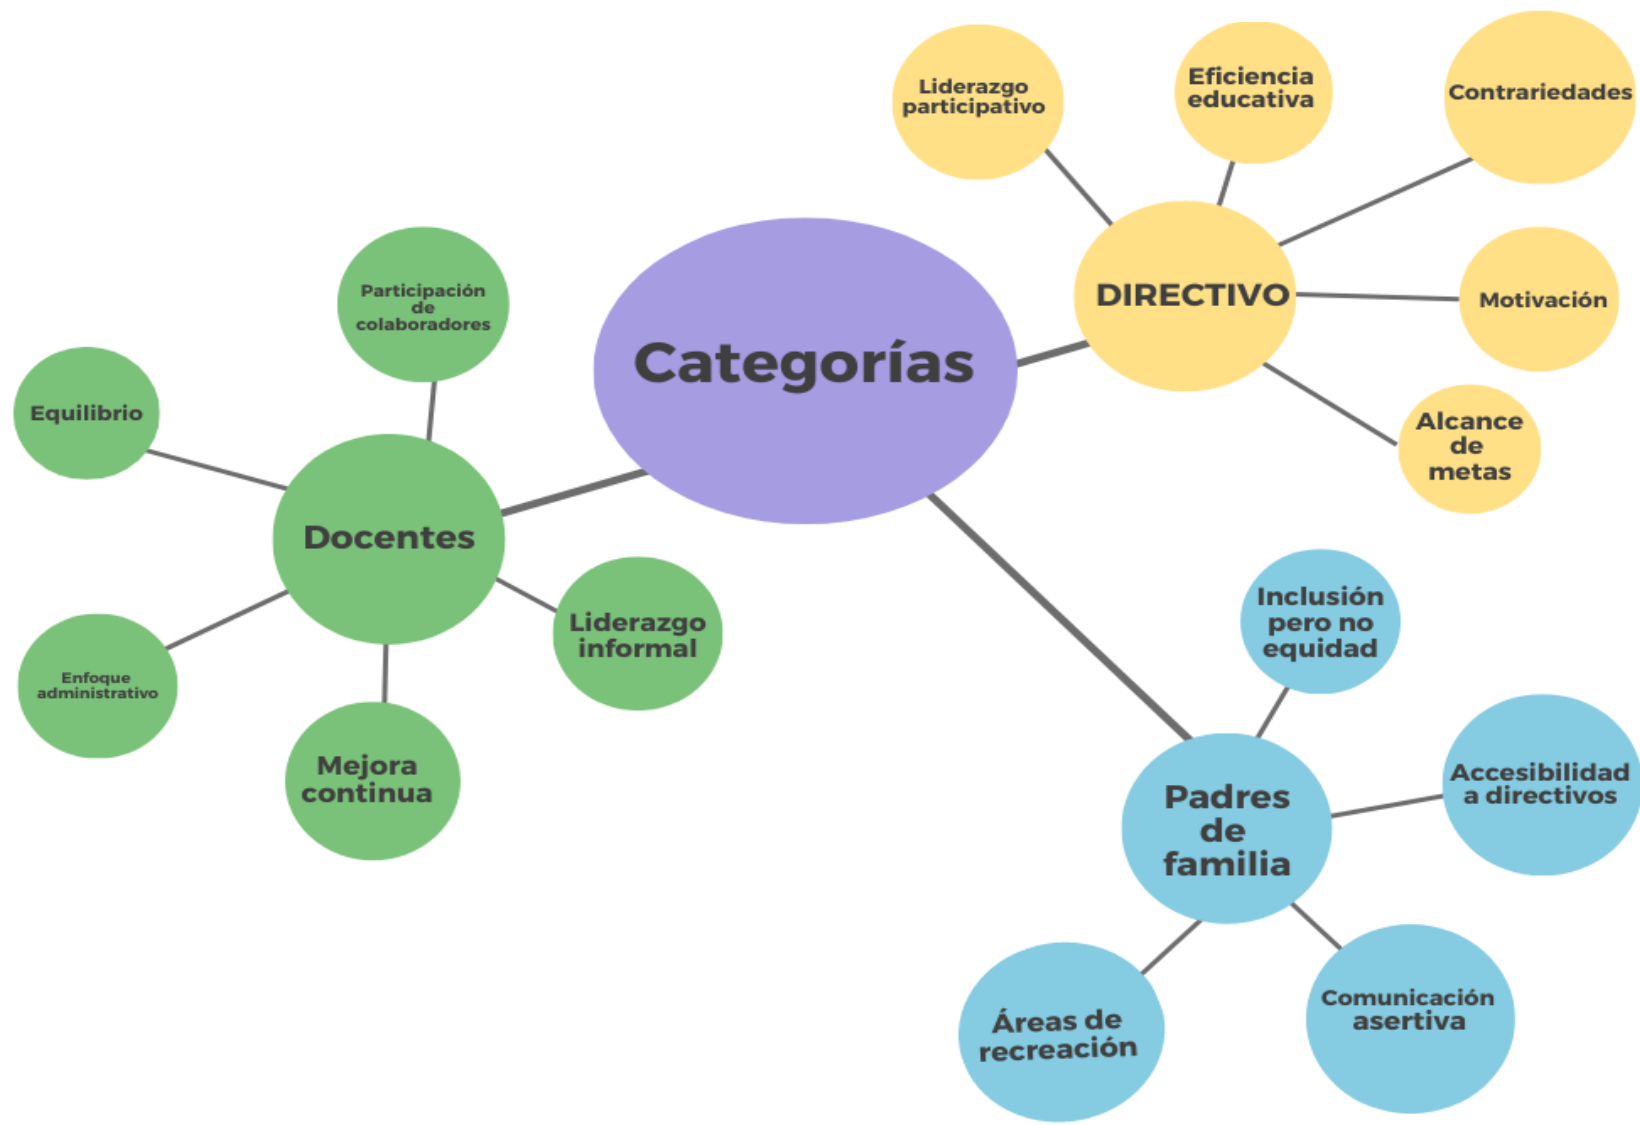 Categorías
DIRECTIVO
Liderazgo
participativo
Eficiencia
educativa
Contrariedades
Motivación
Alcance
de
metas
Docentes
Participación
de
colaboradores
Equilibrio
Enfoque
administrativo
Mejora
continua
Liderazgo
informal
Padres
de
familia
Inclusión
pero no
equidad
Accesibilidad
a directivos
Comunicación
asertiva
Áreas de
recreación